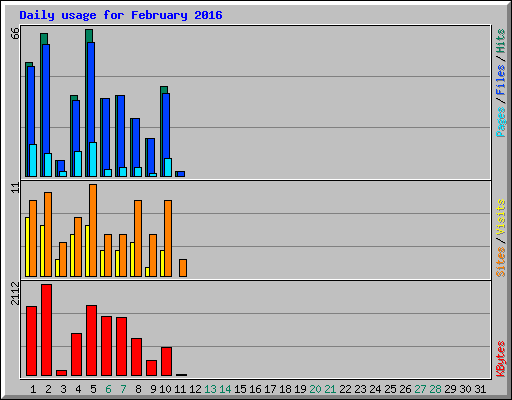 Daily usage for February 2016
66
Pages / Files / Hits
11
Sites / Visits
2112
KBytes
1 2 3 4 5 6 7 8 9 10 11 12 13 14 15 16 17 18 19 20 21 22 23 24 25 26 27 28 29 30 31